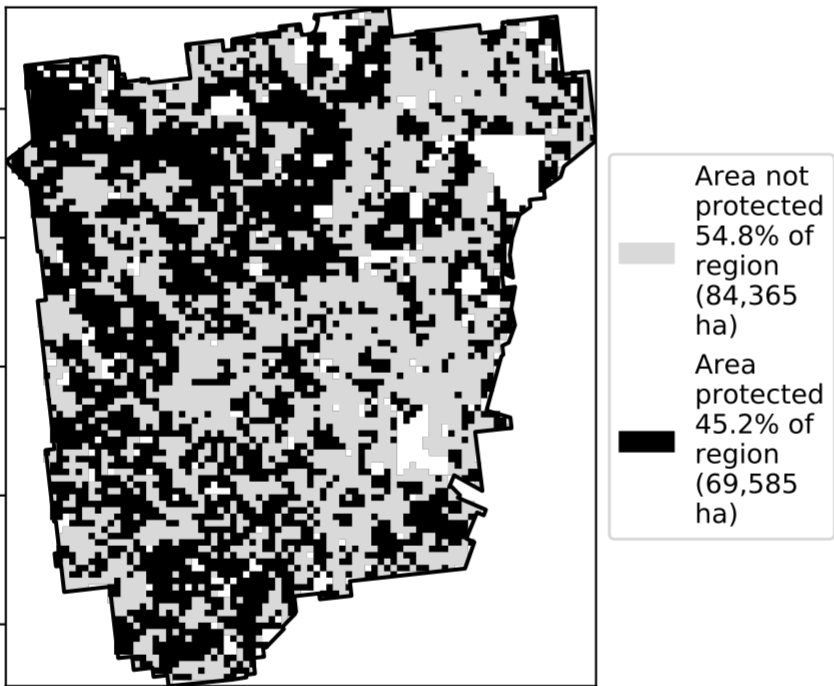 Area not
protected
54.8% of
region
(84,365
ha)
Area
protected
45.2% of
region
(69,585
ha)